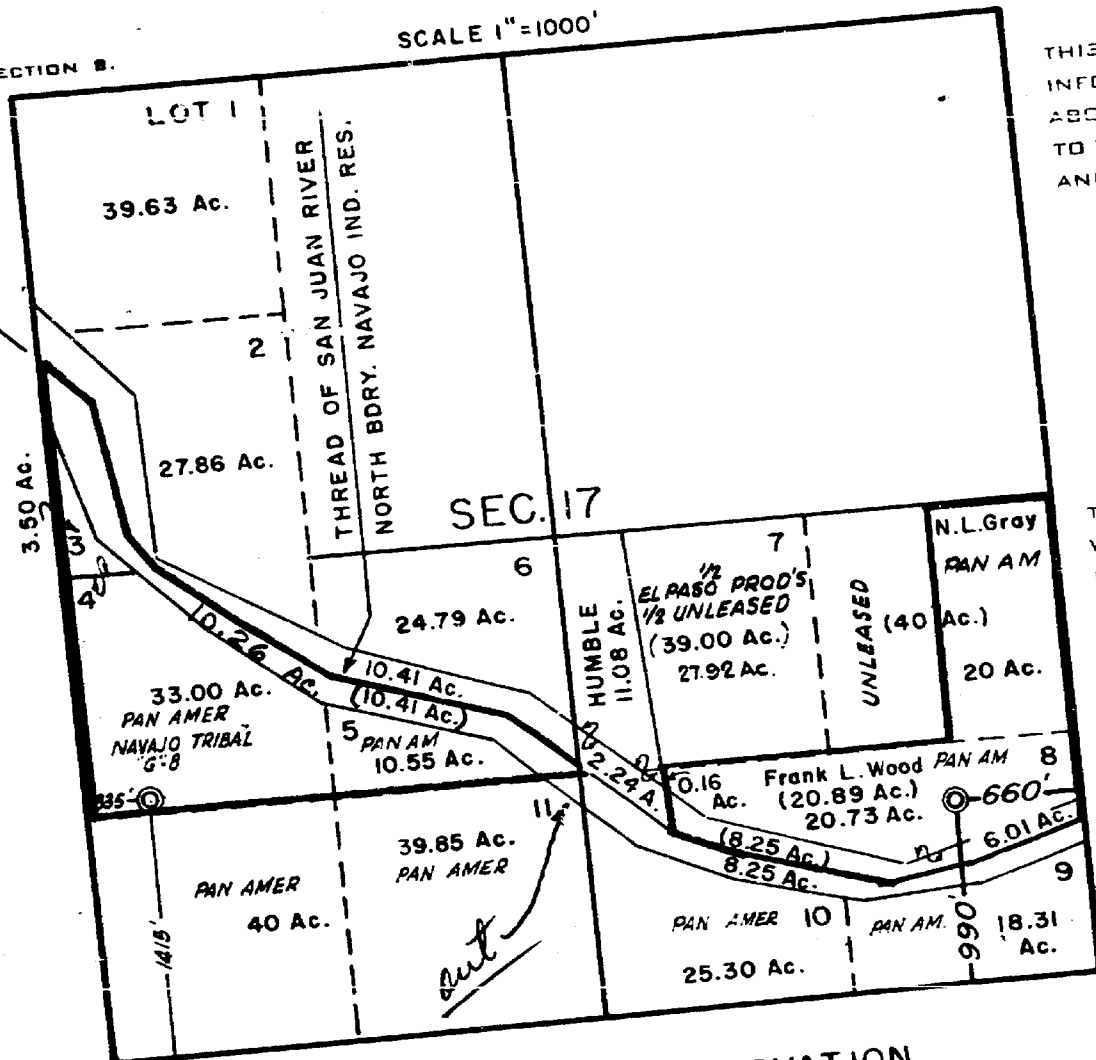 SCALE 1"=1000'
ECTION 8.
THIS
INFO
ABO
TO
AN
LOT 1
39.63 Ac.
THREAD OF SAN JUAN RIVER
NORTH BDRY. NAVAJO IND. RES.
2
27.86 Ac.
3.50 Ac.
3
4
SEC. 17
6
24.79 Ac.
10.26 Ac.
10.41 Ac.
(10.41 Ac.)
33.00 Ac.
PAN AMER
NAVAJO TRIBAL
"G" 8
5
PAN AM
10.55 Ac.
HUMBLE
11.08 Ac.
7
1/2
EL PASO PROD'S
1/2 UNLEASED
(39.00 Ac.)
27.92 Ac.
UNLEASED
(40 Ac.)
N.L.Gray
PAN AM
20 Ac.
2.24 A.
0.16
Ac.
Frank L. Wood
(20.89 Ac.)
20.73 Ac.
PAN AM
8
660'
(8.25 Ac.)
8.25 Ac.
6.01 Ac.
9
335'
1415'
11
39.85 Ac.
PAN AMER
PAN AMER
40 Ac.
PAN AMER
10
25.30 Ac.
PAN AM.
990'
18.31
Ac.